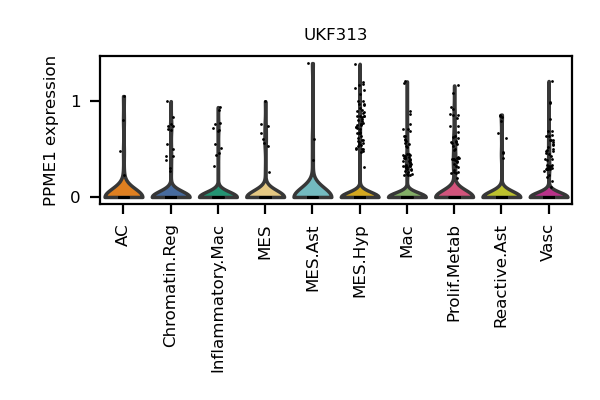 UKF313
PPME1 expression
1
0
AC
Chromatin.Reg
Inflammatory.Mac
MES
MES.Ast
MES.Hyp
Mac
Prolif.Metab
Reactive.Ast
Vasc